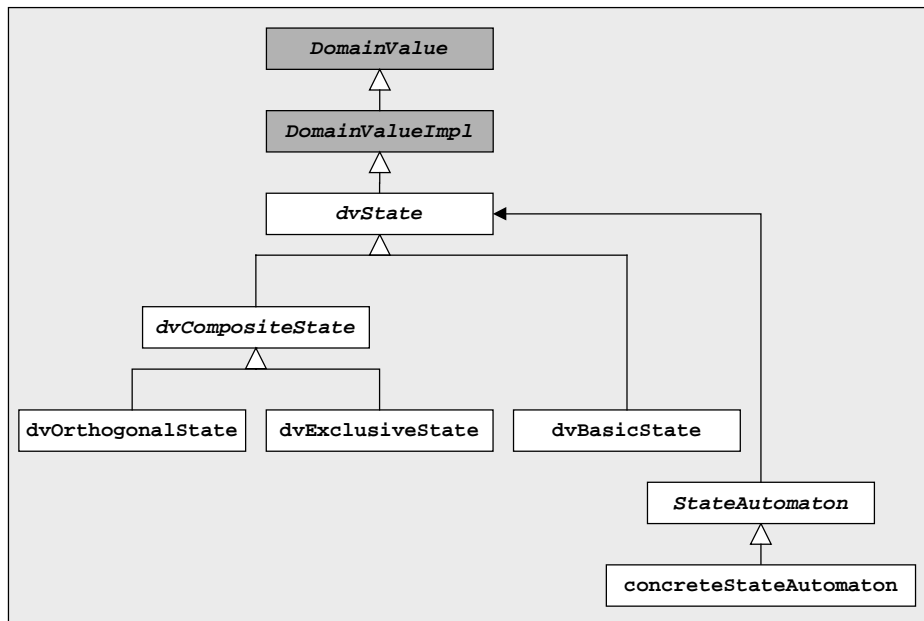 DomainValue
DomainValueImpl
dvState
dvCompositeState
dvOrthogonalState
dvExclusiveState
dvBasicState
StateAutomaton
concreteStateAutomaton